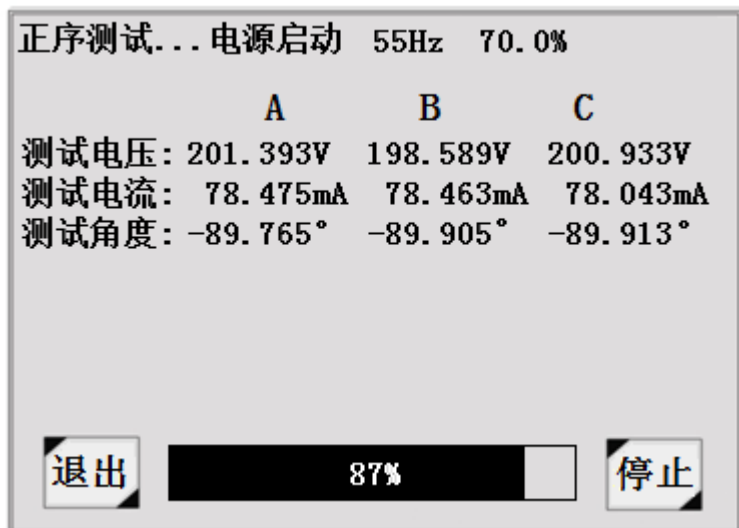 正序测试...电源启动 55Hz 70.0%
A B C
测试电压: 201.393V 198.589V 200.933V
测试电流: 78.475mA 78.463mA 78.043mA
测试角度: -89.765° -89.905° -89.913°
退出 87% 停止